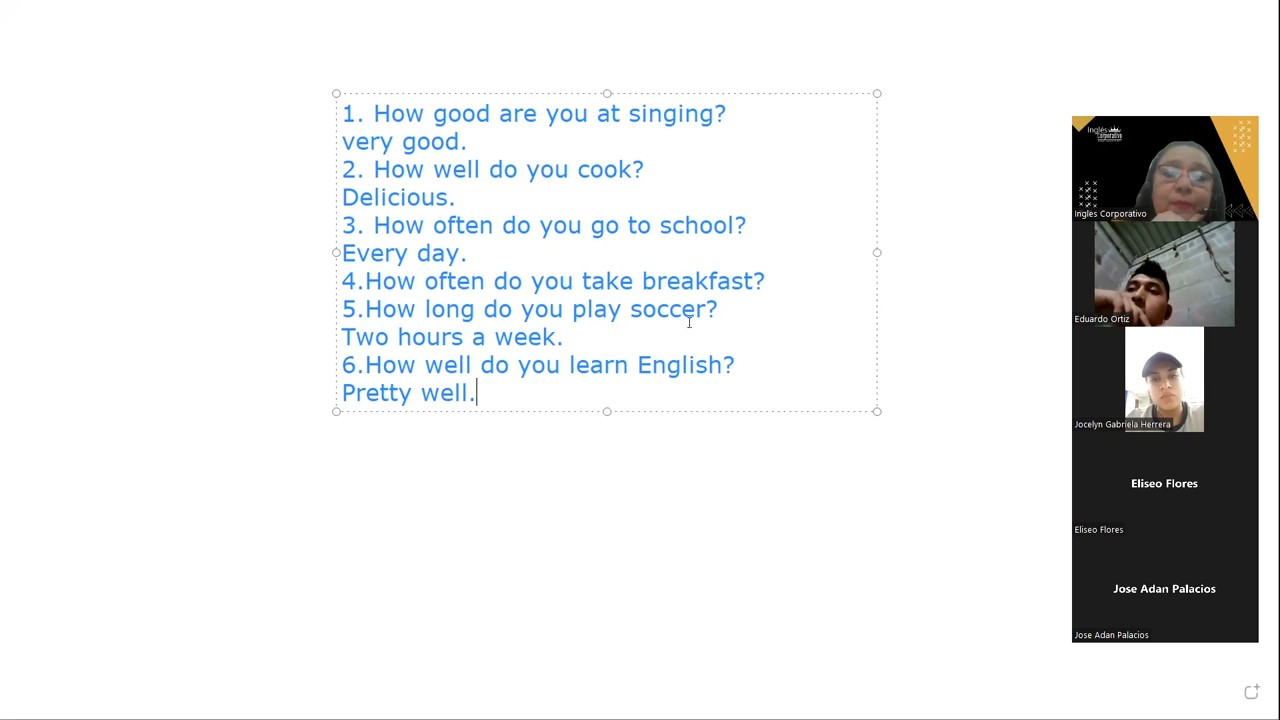 1. How good are you at singing?
very good.
2. How well do you cook?
Delicious.
3. How often do you go to school?
Every day.
4.How often do you take breakfast?
5.How long do you play soccer?
Two hours a week.
6.How well do you learn English?
Pretty well.
Inglés
Corporativo
Ingles Corporativo
Eduardo Ortiz
Jocelyn Gabriela Herrera
Eliseo Flores
Eliseo Flores
Jose Adan Palacios
Jose Adan Palacios